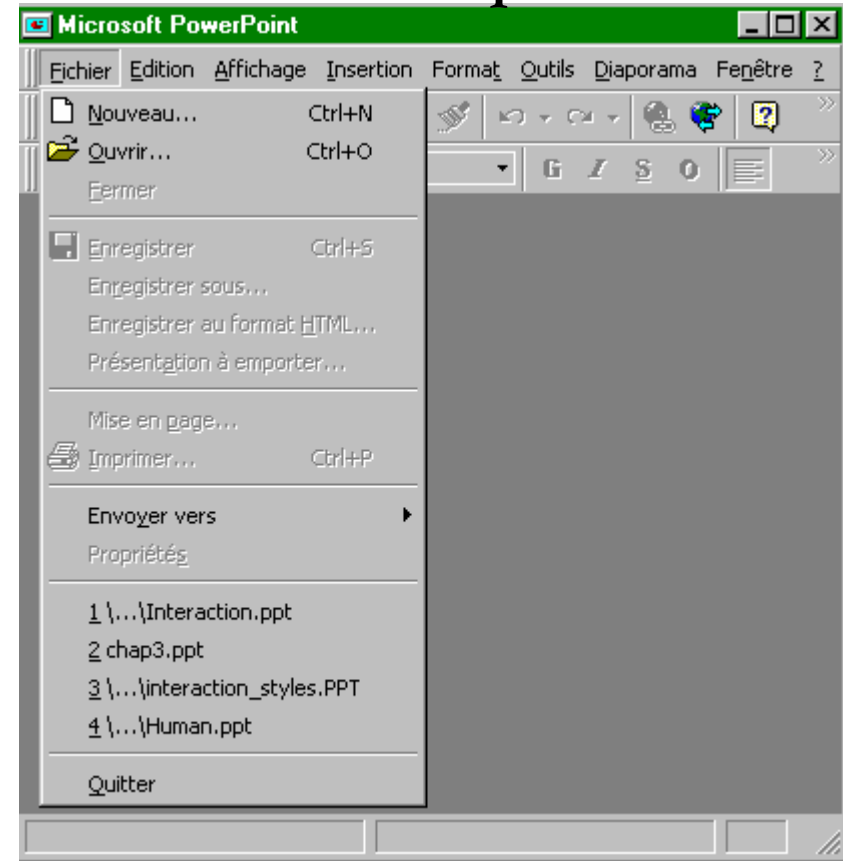 Microsoft PowerPoint
Fichier Edition Affichage Insertion Format Outils Diaporama Fenêtre ?
Nouveau... Ctrl+N
Ouvrir... Ctrl+O
G I S O
Fermer
Enregistrer Ctrl+S
Enregistrer sous...
Enregistrer au format HTML...
Présentation à emporter...
Mise en page...
Imprimer... Ctrl+P
Envoyer vers
Propriétés
1 \...\Interaction.ppt
2 chap3.ppt
3 \...\interaction_styles.PPT
4 \...\Human.ppt
Quitter